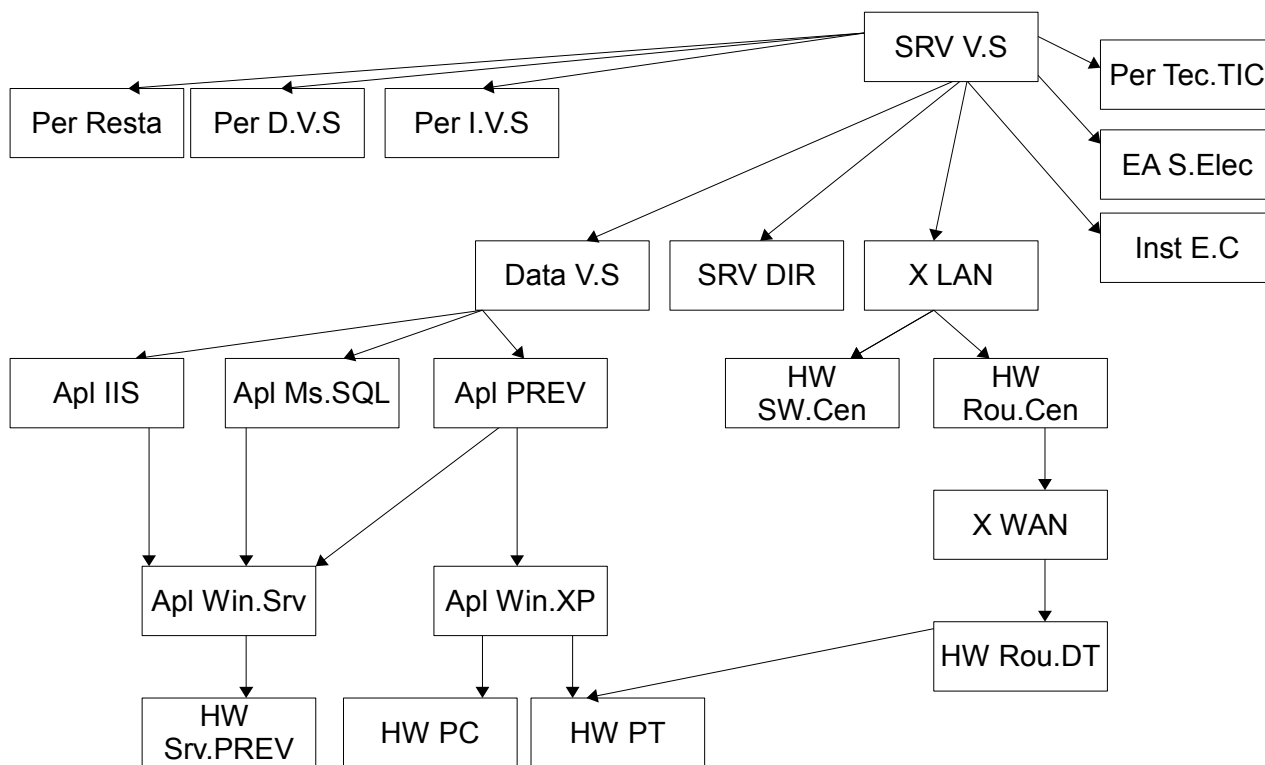 SRV V.S
Per Tec.TIC
Per Resta
Per D.V.S
Per I.V.S
EA S.Elec
Inst E.C
Data V.S
SRV DIR
X LAN
Apl IIS
Apl Ms.SQL
Apl PREV
HW
SW.Cen
HW
Rou.Cen
X WAN
Apl Win.Srv
Apl Win.XP
HW Rou.DT
HW
Srv.PREV
HW PC
HW PT